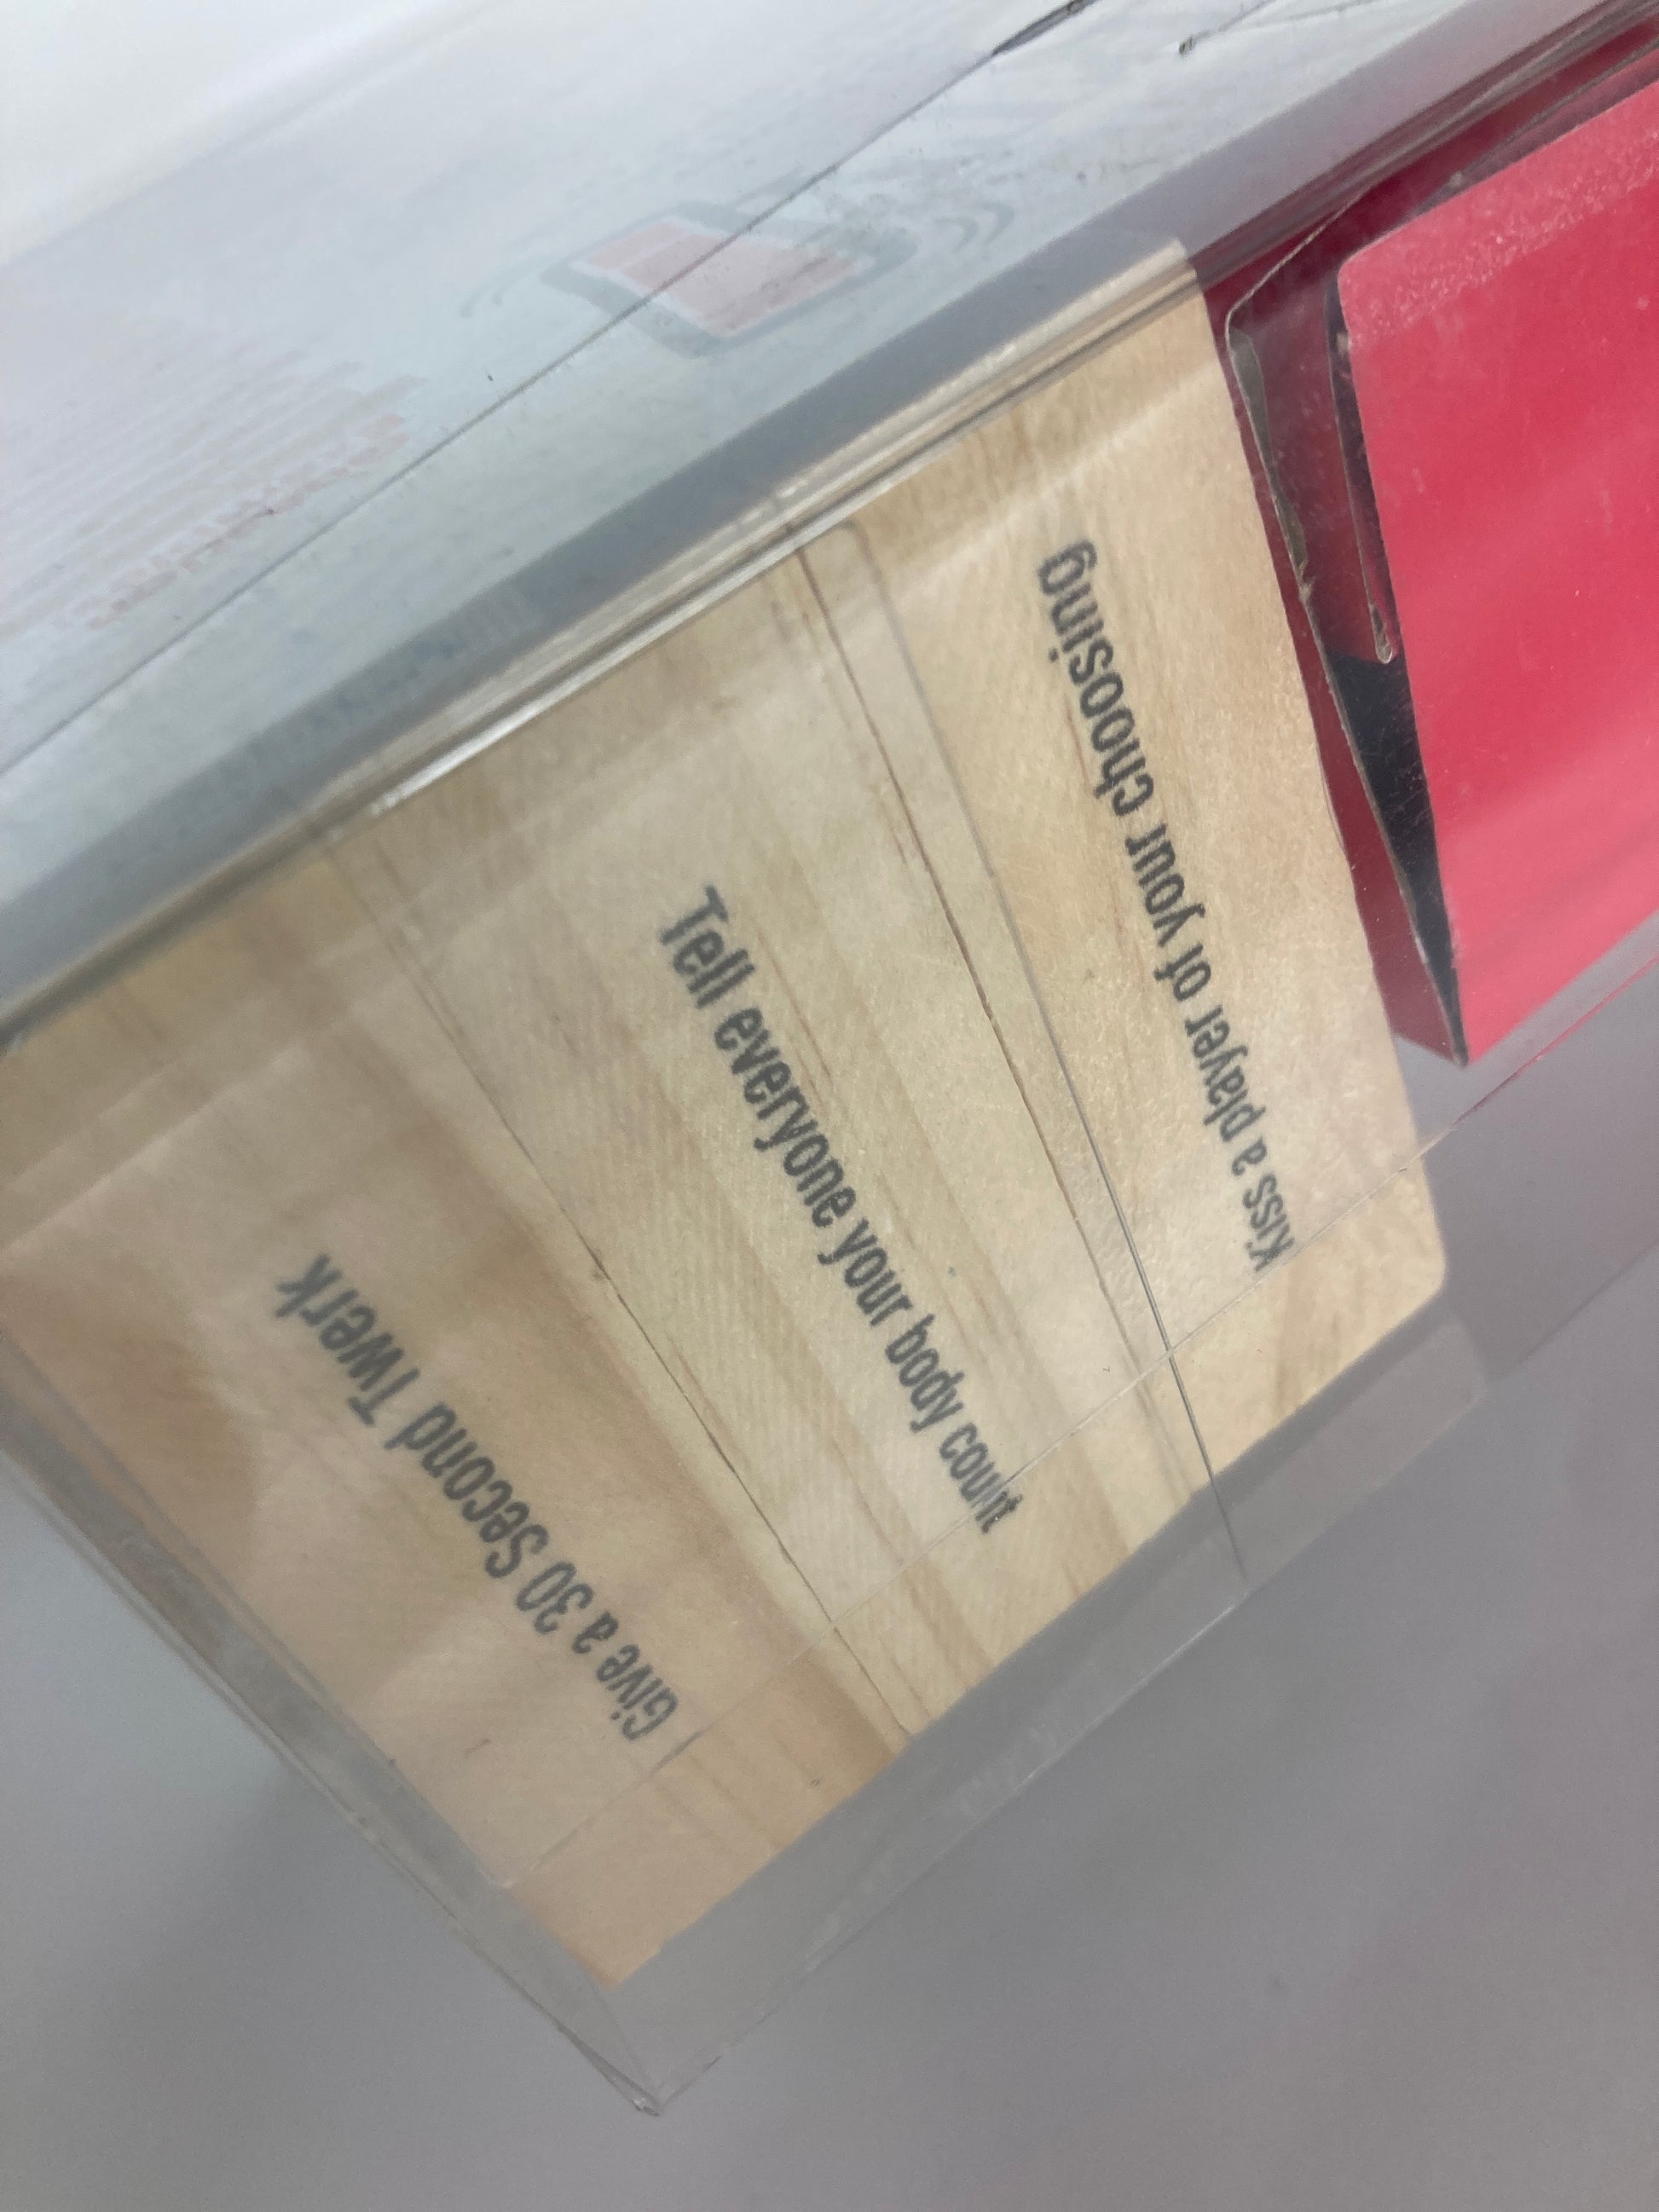 Kiss a player of your choosing
Tell everyone your body count
Give a 30 Second Twerk